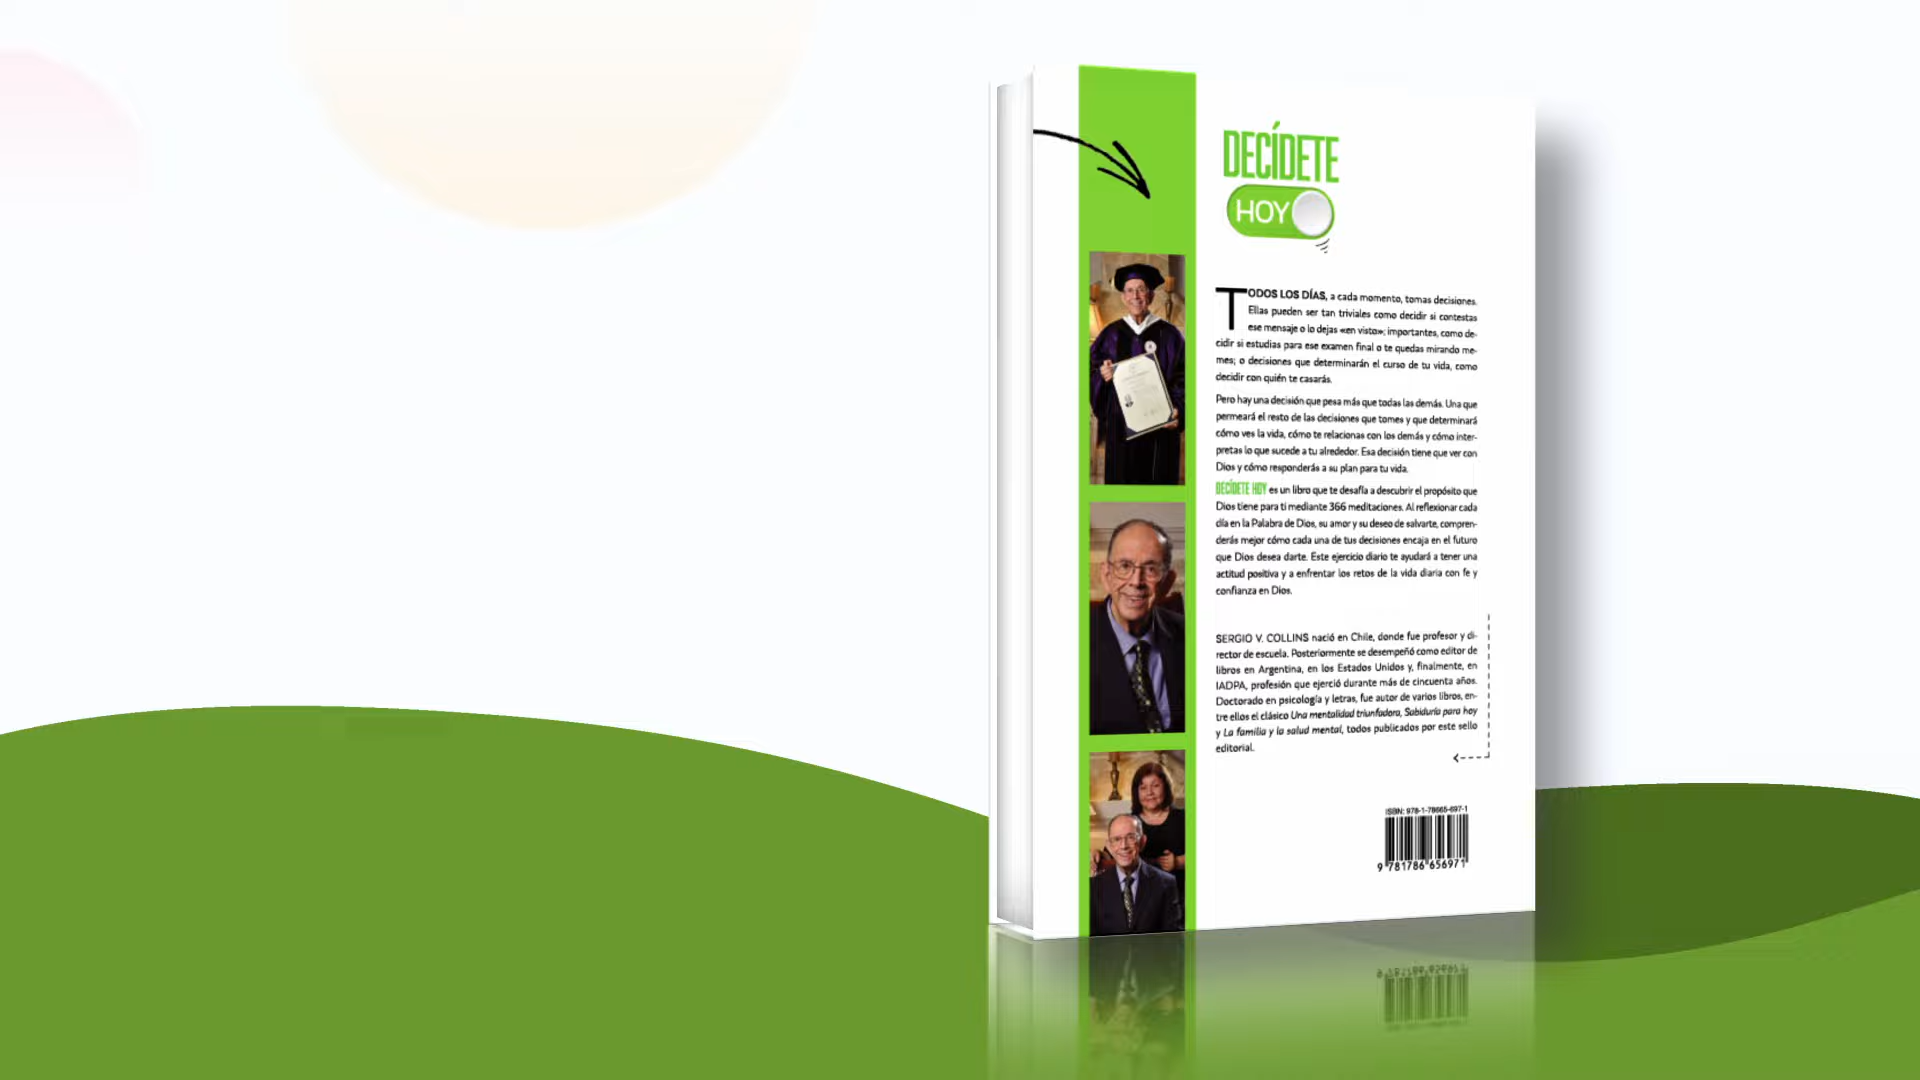 DECÍDETE
HOY
TODOS LOS DÍAS, a cada momento, tomas decisiones.
Ellas pueden ser tan triviales como decidir si contestas
ese mensaje o lo dejas «en visto»; importantes, como de-
cidir si estudias para ese examen final o te quedas mirando me-
mes; o decisiones que determinarán el curso de tu vida, como
decidir con quién te casarás.
Pero hay una decisión que pesa más que todas las demás. Una que
permeará el resto de las decisiones que tomes y que determinará
cómo ves la vida, cómo te relacionas con los demás y cómo inter-
pretas lo que sucede a tu alrededor. Esa decisión tiene que ver con
Dios y cómo responderás a su plan para tu vida.
DECÍDETE HOY es un libro que te desafía a descubrir el propósito que
Dios tiene para ti mediante 366 meditaciones. Al reflexionar cada
día en la Palabra de Dios, su amor y su deseo de salvarte, compren-
derás mejor cómo cada una de tus decisiones encaja en el futuro
que Dios desea darte. Este ejercicio diario te ayudará a tener una
actitud positiva y a enfrentar los retos de la vida diaria con fe y
confianza en Dios.
SERGIO V. COLLINS nació en Chile, donde fue profesor y di-
rector de escuela. Posteriormente se desempeñó como editor de
libros en Argentina, en los Estados Unidos y, finalmente, en
IADPA, profesión que ejerció durante más de cincuenta años.
Doctorado en psicología y letras, fue autor de varios libros, en-
tre ellos el clásico Una mentalidad triunfadora, Sabiduría para hoy
y La familia y la salud mental, todos publicados por este sello
editorial.
ISBN: 978-1-78665-697-1
9 781786 656971